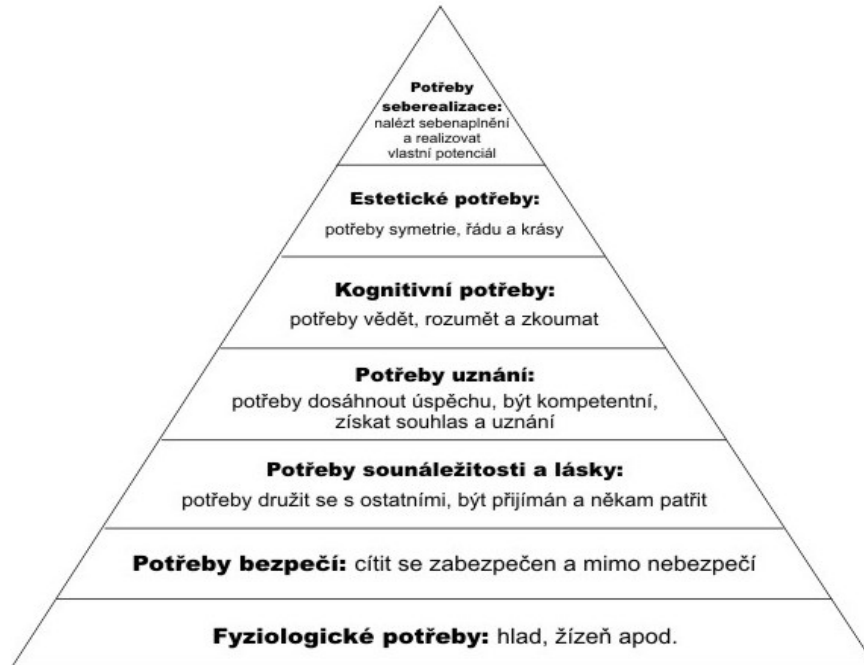 Potřeby
seberealizace:
nalézt sebenaplnění
a realizovat
vlastní potenciál
Estetické potřeby:
potřeby symetrie, řádu a krásy
Kognitivní potřeby:
potřeby vědět, rozumět a zkoumat
Potřeby uznání:
potřeby dosáhnout úspěchu, být kompetentní,
získat souhlas a uznání
Potřeby sounáležitosti a lásky:
potřeby družit se s ostatními, být přijímán a někam patřit
Potřeby bezpečí: cítit se zabezpečen a mimo nebezpečí
Fyziologické potřeby: hlad, žízeň apod.